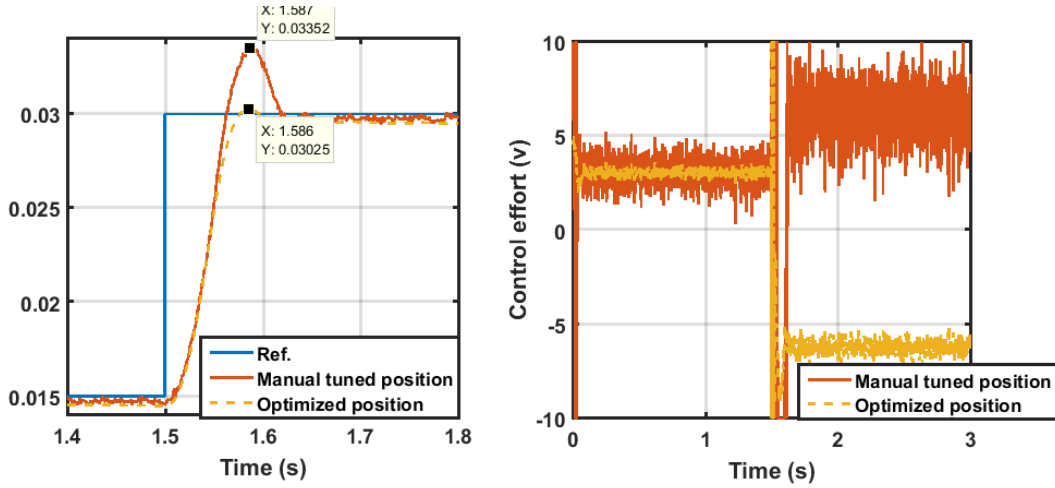 X: 1.587
Y: 0.03352
0.03
0.025
0.02
0.015
X: 1.586
Y: 0.03025
Ref.
Manual tuned position
Optimized position
1.4
1.5
1.6
1.7
1.8
Time (s)
Control effort (v)
10
5
0
-5
-10
Manual tuned position
Optimized position
0
1
2
3
Time (s)